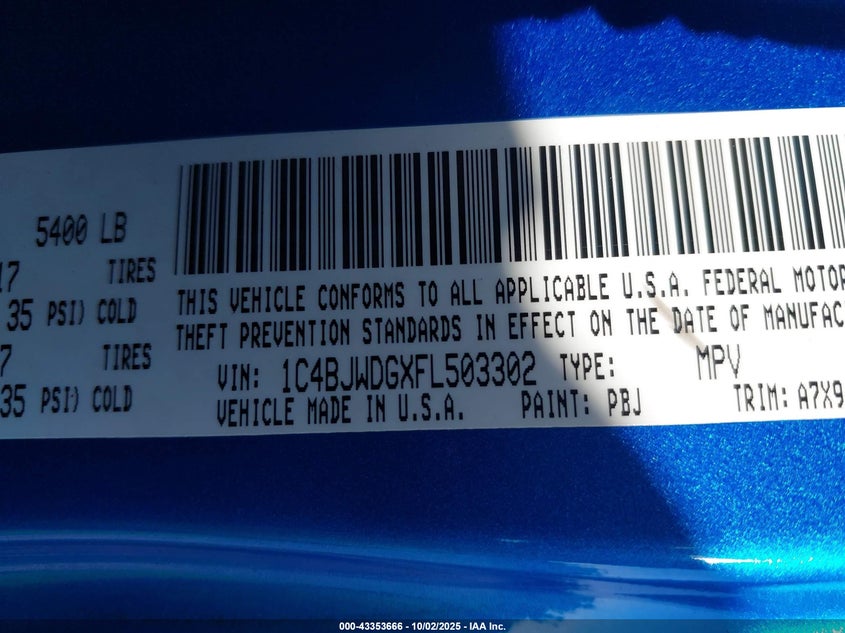 5400 LB
17 TIRES
35 PSI) COLD
7 TIRES
35 PSI) COLD
THIS VEHICLE CONFORMS TO ALL APPLICABLE U.S.A. FEDERAL MOTOR
THEFT PREVENTION STANDARDS IN EFFECT ON THE DATE OF MANUFAC
VIN: 1C4BJWDGXFL503302 TYPE: MPV
VEHICLE MADE IN U.S.A. PAINT: PBJ TRIM: A7X9
000-43353666 - 10/02/2025 - IAA Inc.